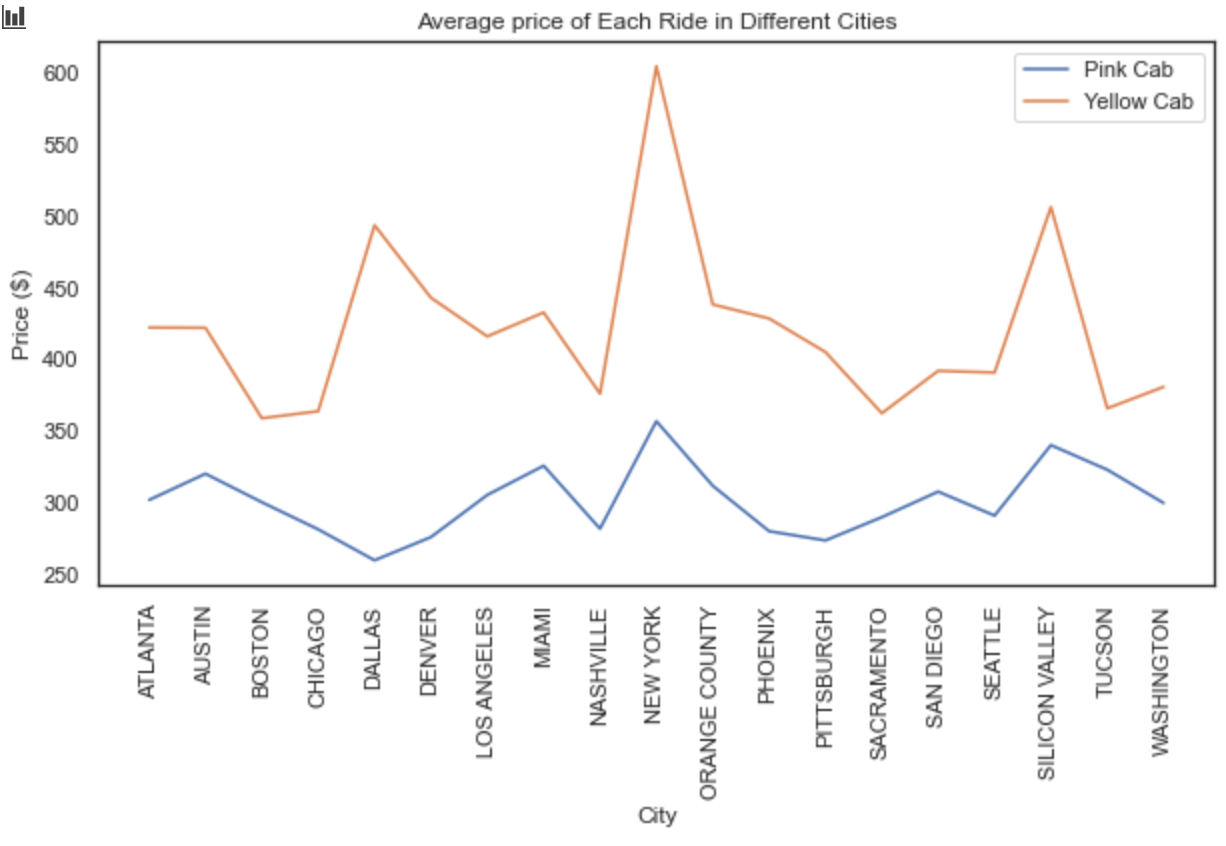 Average price of Each Ride in Different Cities
Pink Cab
Yellow Cab
Price ($)
600
550
500
450
400
350
300
250
ATLANTA
AUSTIN
BOSTON
CHICAGO
DALLAS
DENVER
LOS ANGELES
MIAMI
NASHVILLE
NEW YORK
ORANGE COUNTY
PHOENIX
PITTSBURGH
SACRAMENTO
SAN DIEGO
SEATTLE
SILICON VALLEY
TUCSON
WASHINGTON
City